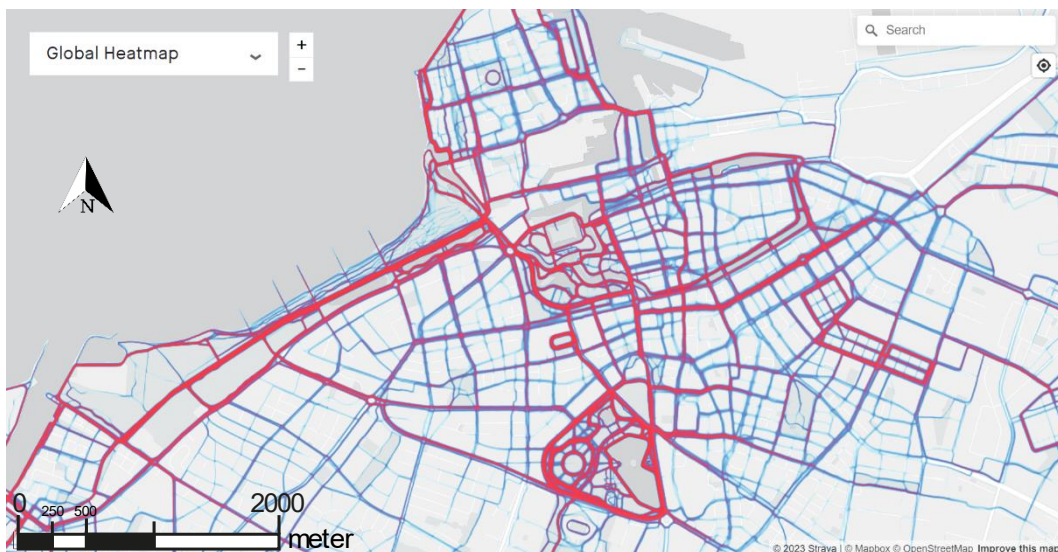 Global Heatmap
+
−
Search
N
0 250 500 2000
meter
© 2023 Strava | © Mapbox © OpenStreetMap Improve this map